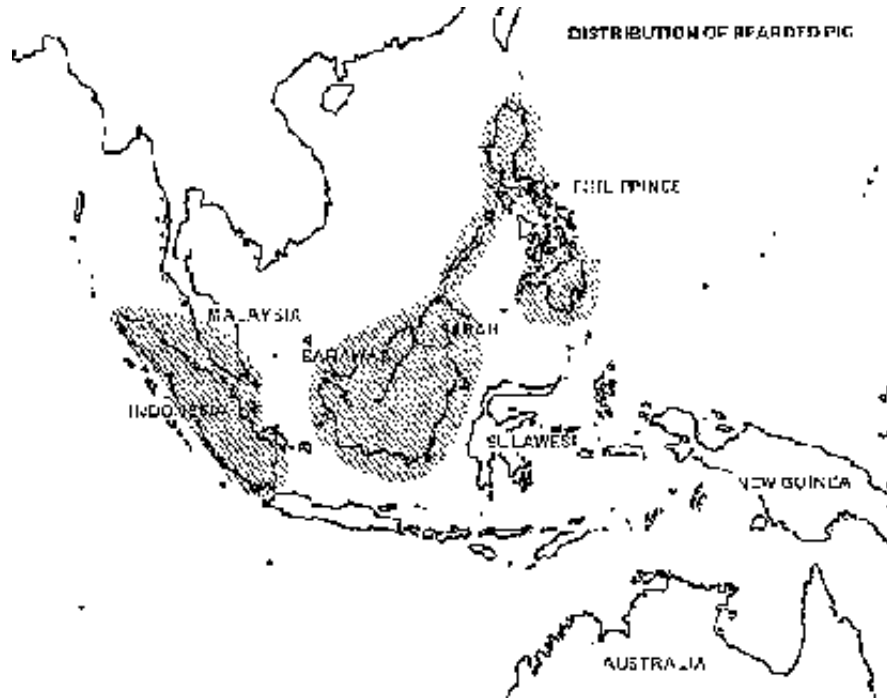 DISTRIBUTION OF BEARDED PIG
PHILIPPINES
MALAYSIA
SABAH
SARAWAK
INDONESIA
SULAWESI
NEW GUINEA
AUSTRALIA